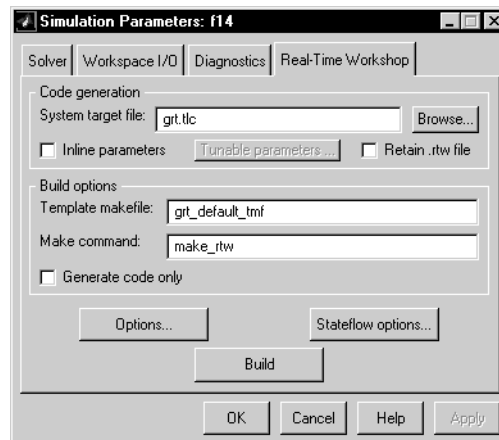 Simulation Parameters: f14
Solver Workspace I/O Diagnostics Real-Time Workshop
Code generation
System target file: grt.tlc Browse...
Inline parameters Tunable parameters ... Retain .rtw file
Build options
Template makefile: grt_default_tmf
Make command: make_rtw
Generate code only
Options... Stateflow options...
Build
OK Cancel Help Apply